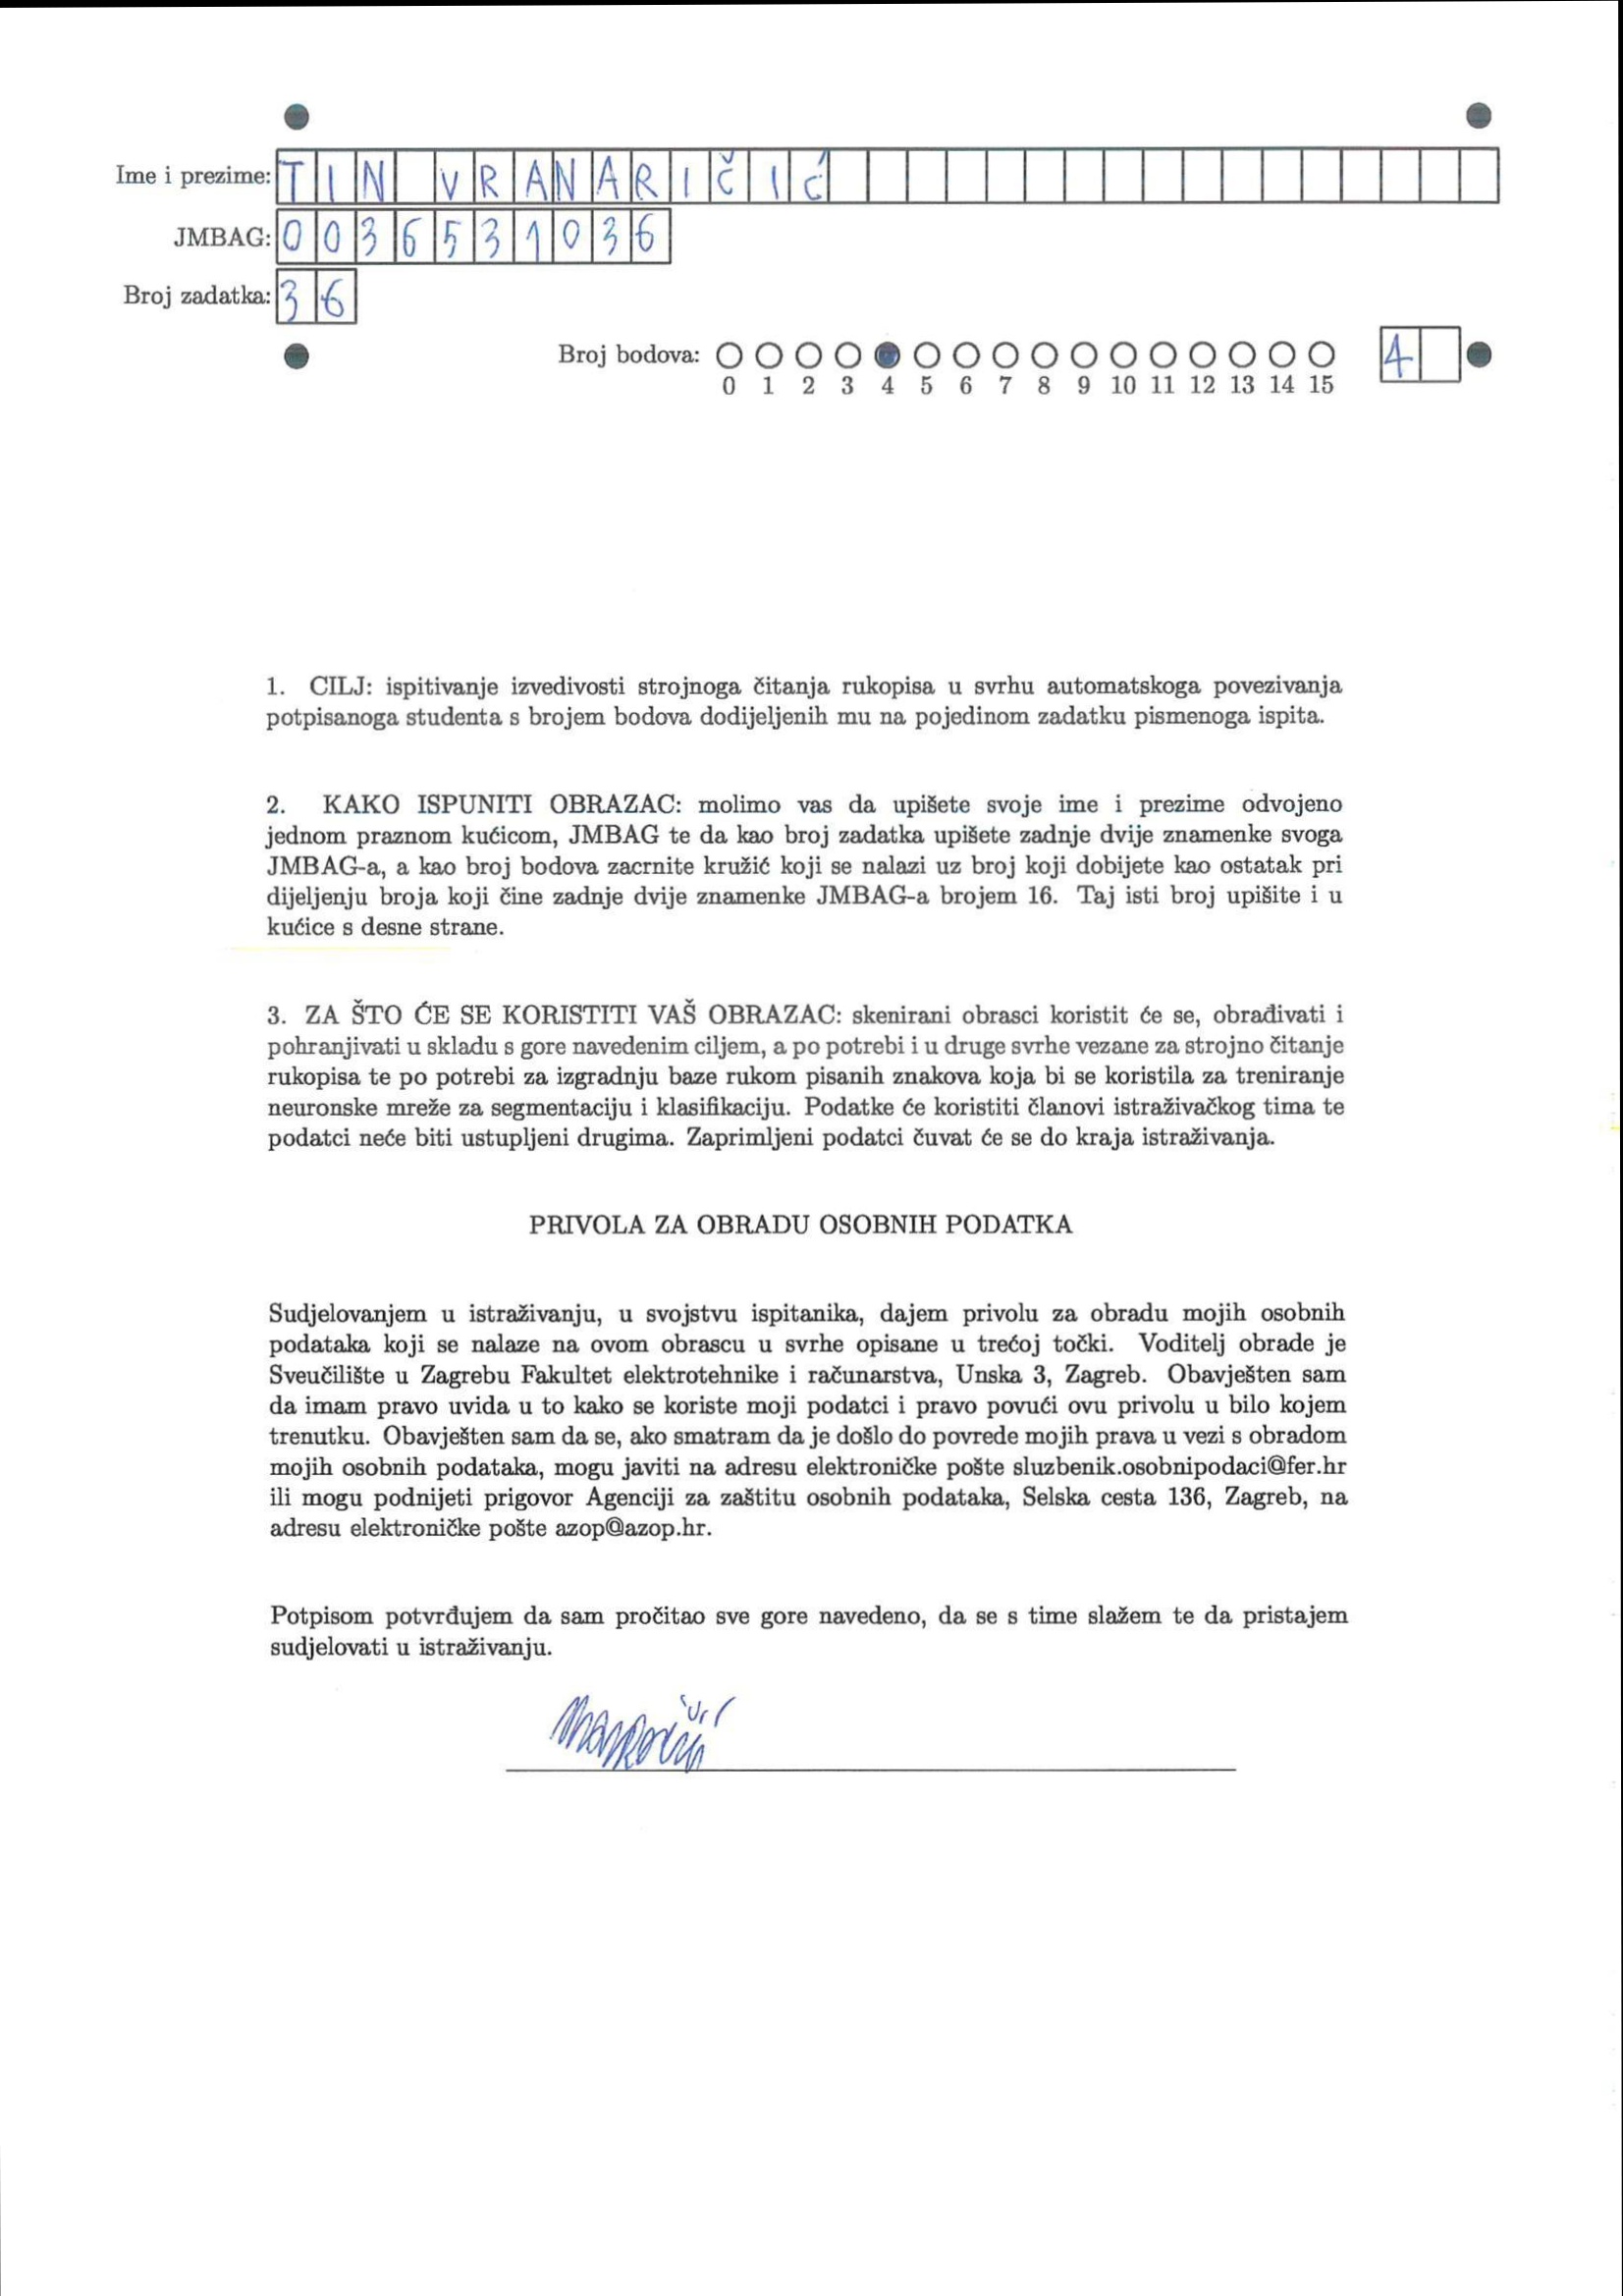 Ime i prezime: TIN VRANARIČIĆ
JMBAG: 0036531036
Broj zadatka: 36
Broj bodova: 4
0 1 2 3 4 5 6 7 8 9 10 11 12 13 14 15
1. CILJ: ispitivanje izvedivosti strojnoga čitanja rukopisa u svrhu automatskoga povezivanja
potpisanoga studenta s brojem bodova dodijeljenih mu na pojedinom zadatku pismenoga ispita.
2. KAKO ISPUNITI OBRAZAC: molimo vas da upišete svoje ime i prezime odvojeno
jednom praznom kućicom, JMBAG te da kao broj zadatka upišete zadnje dvije znamenke svoga
JMBAG-a, a kao broj bodova zacrnite kružić koji se nalazi uz broj koji dobijete kao ostatak pri
dijeljenju broja koji čine zadnje dvije znamenke JMBAG-a brojem 16. Taj isti broj upišite i u
kućice s desne strane.
3. ZA ŠTO ĆE SE KORISTITI VAŠ OBRAZAC: skenirani obrasci koristit će se, obrađivati i
pohranjivati u skladu s gore navedenim ciljem, a po potrebi i u druge svrhe vezane za strojno čitanje
rukopisa te po potrebi za izgradnju baze rukom pisanih znakova koja bi se koristila za treniranje
neuronske mreže za segmentaciju i klasifikaciju. Podatke će koristiti članovi istraživačkog tima te
podatci neće biti ustupljeni drugima. Zaprimljeni podatci čuvat će se do kraja istraživanja.
PRIVOLA ZA OBRADU OSOBNIH PODATKA
Sudjelovanjem u istraživanju, u svojstvu ispitanika, dajem privolu za obradu mojih osobnih
podataka koji se nalaze na ovom obrascu u svrhe opisane u trećoj točki. Voditelj obrade je
Sveučilište u Zagrebu Fakultet elektrotehnike i računarstva, Unska 3, Zagreb. Obavješten sam
da imam pravo uvida u to kako se koriste moji podatci i pravo povući ovu privolu u bilo kojem
trenutku. Obavješten sam da se, ako smatram da je došlo do povrede mojih prava u vezi s obradom
mojih osobnih podataka, mogu javiti na adresu elektroničke pošte sluzbenik.osobnipodaci@fer.hr
ili mogu podnijeti prigovor Agenciji za zaštitu osobnih podataka, Selska cesta 136, Zagreb, na
adresu elektroničke pošte azop@azop.hr.
Potpisom potvrđujem da sam pročitao sve gore navedeno, da se s time slažem te da pristajem
sudjelovati u istraživanju.